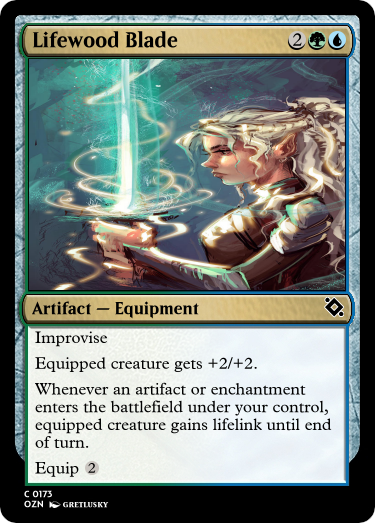 Lifewood Blade 2
Artifact — Equipment
Improvise
Equipped creature gets +2/+2.
Whenever an artifact or enchantment
enters the battlefield under your control,
equipped creature gains lifelink until end
of turn.
Equip 2
C 0173
OZN GRETLUSKY